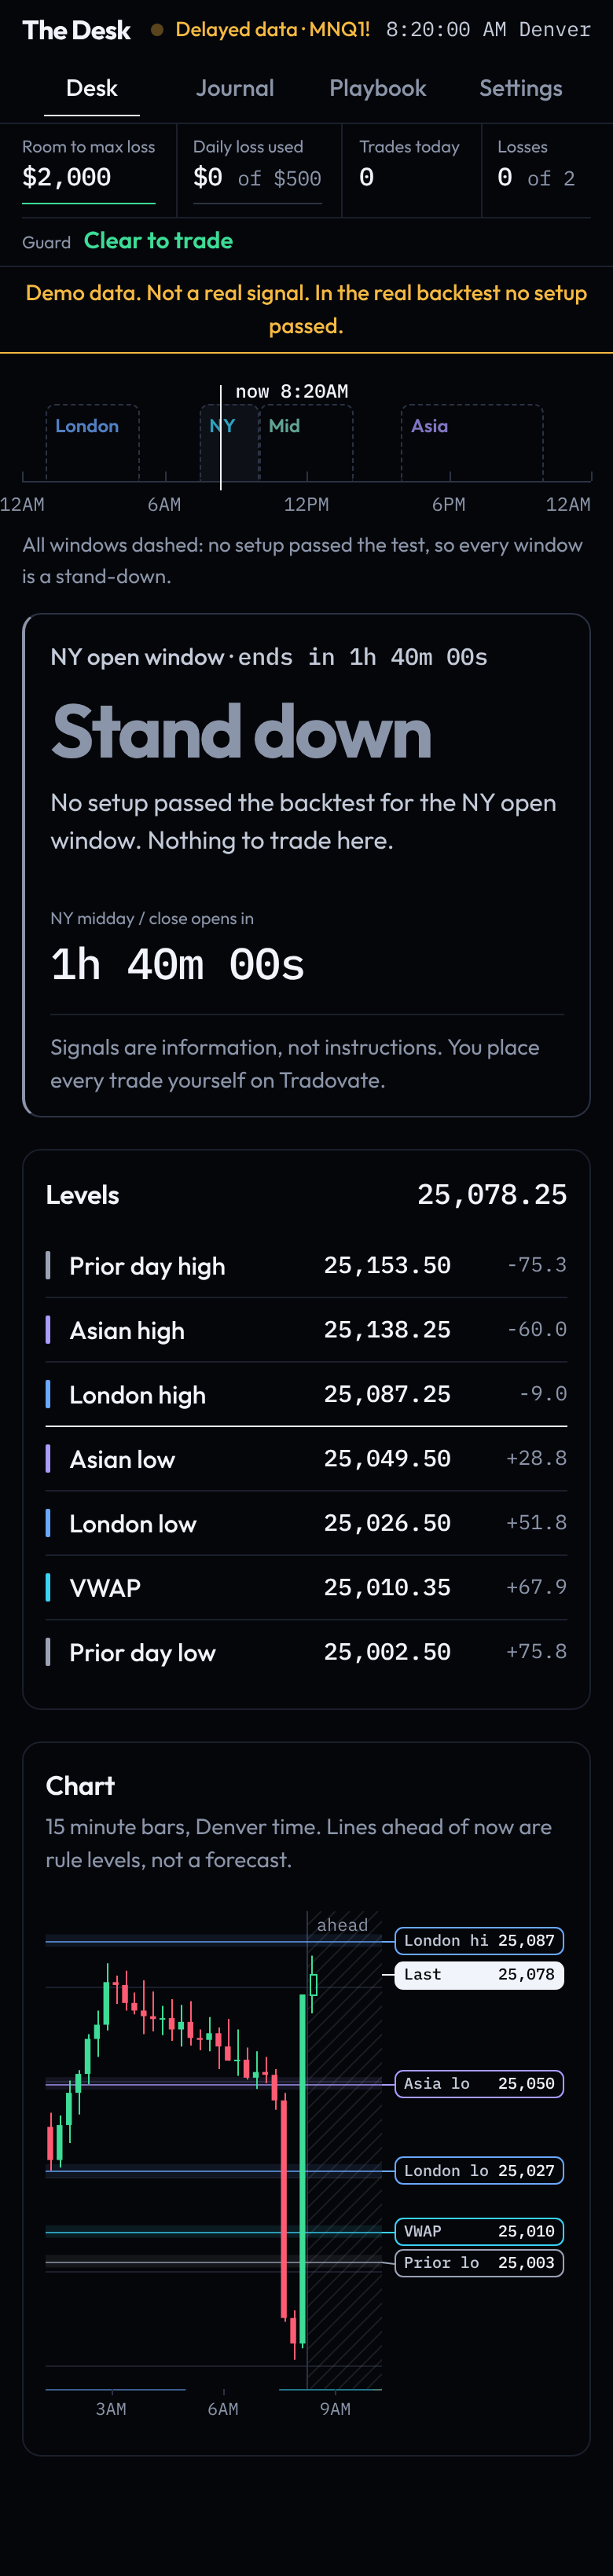 The Desk Delayed data · MNQ1! 8:20:00 AM Denver
Desk Journal Playbook Settings
Room to max loss Daily loss used Trades today Losses
$2,000 $0 of $500 0 0 of 2
Guard Clear to trade
Demo data. Not a real signal. In the real backtest no setup
passed.
now 8:20AM
London NY Mid Asia
12AM 6AM 12PM 6PM 12AM
All windows dashed: no setup passed the test, so every window
is a stand-down.
NY open window · ends in 1h 40m 00s
Stand down
No setup passed the backtest for the NY open
window. Nothing to trade here.
NY midday / close opens in
1h 40m 00s
Signals are information, not instructions. You place
every trade yourself on Tradovate.
Levels 25,078.25
Prior day high 25,153.50 -75.3
Asian high 25,138.25 -60.0
London high 25,087.25 -9.0
Asian low 25,049.50 +28.8
London low 25,026.50 +51.8
VWAP 25,010.35 +67.9
Prior day low 25,002.50 +75.8
Chart
15 minute bars, Denver time. Lines ahead of now are
rule levels, not a forecast.
ahead
London hi 25,087
Last 25,078
Asia lo 25,050
London lo 25,027
VWAP 25,010
Prior lo 25,003
3AM 6AM 9AM